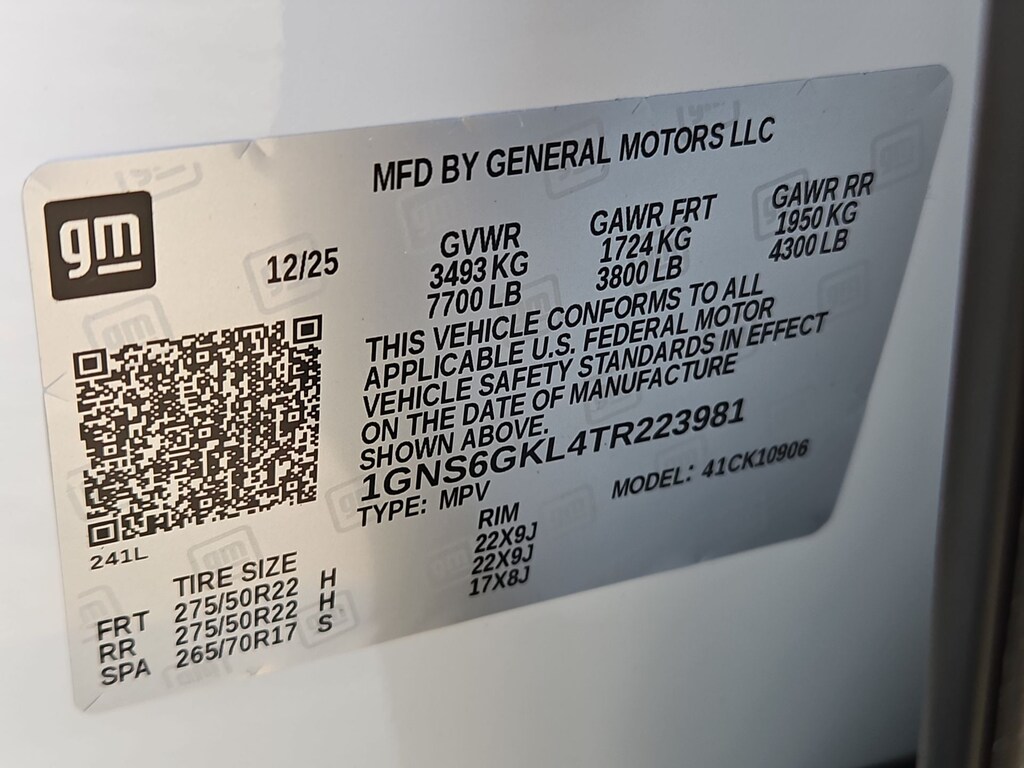 MFD BY GENERAL MOTORS LLC
gm
12/25
GVWR
3493 KG
7700 LB
GAWR FRT
1724 KG
3800 LB
GAWR RR
1950 KG
4300 LB
THIS VEHICLE CONFORMS TO ALL
APPLICABLE U.S. FEDERAL MOTOR
VEHICLE SAFETY STANDARDS IN EFFECT
ON THE DATE OF MANUFACTURE
SHOWN ABOVE.
1GNS6GKL4TR223981
TYPE: MPV
MODEL: 41CK10906
241L
TIRE SIZE
RIM
FRT 275/50R22 H 22X9J
RR 275/50R22 H 22X9J
SPA 265/70R17 S 17X8J